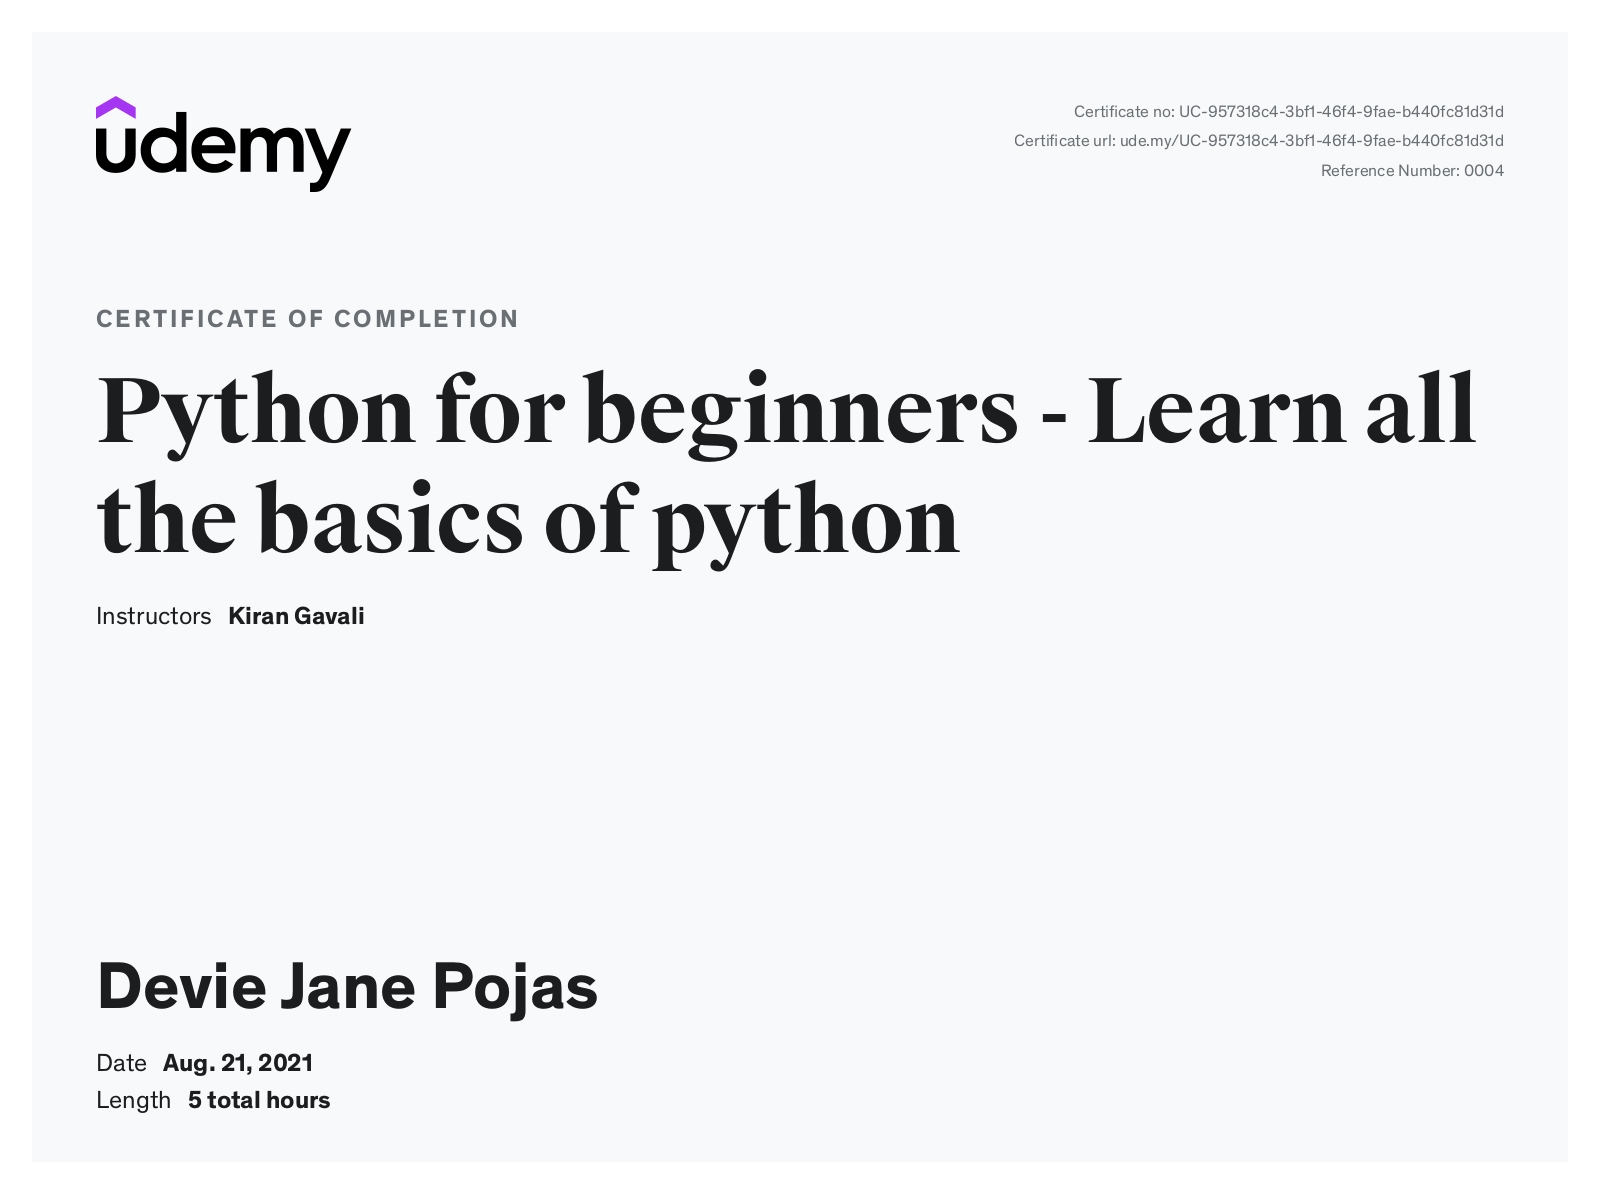 udemy
Certificate no: UC-957318c4-3bf1-46f4-9fae-b440fc81d31d
Certificate url: ude.my/UC-957318c4-3bf1-46f4-9fae-b440fc81d31d
Reference Number: 0004
CERTIFICATE OF COMPLETION
Python for beginners - Learn all
the basics of python
Instructors Kiran Gavali
Devie Jane Pojas
Date Aug. 21, 2021
Length 5 total hours